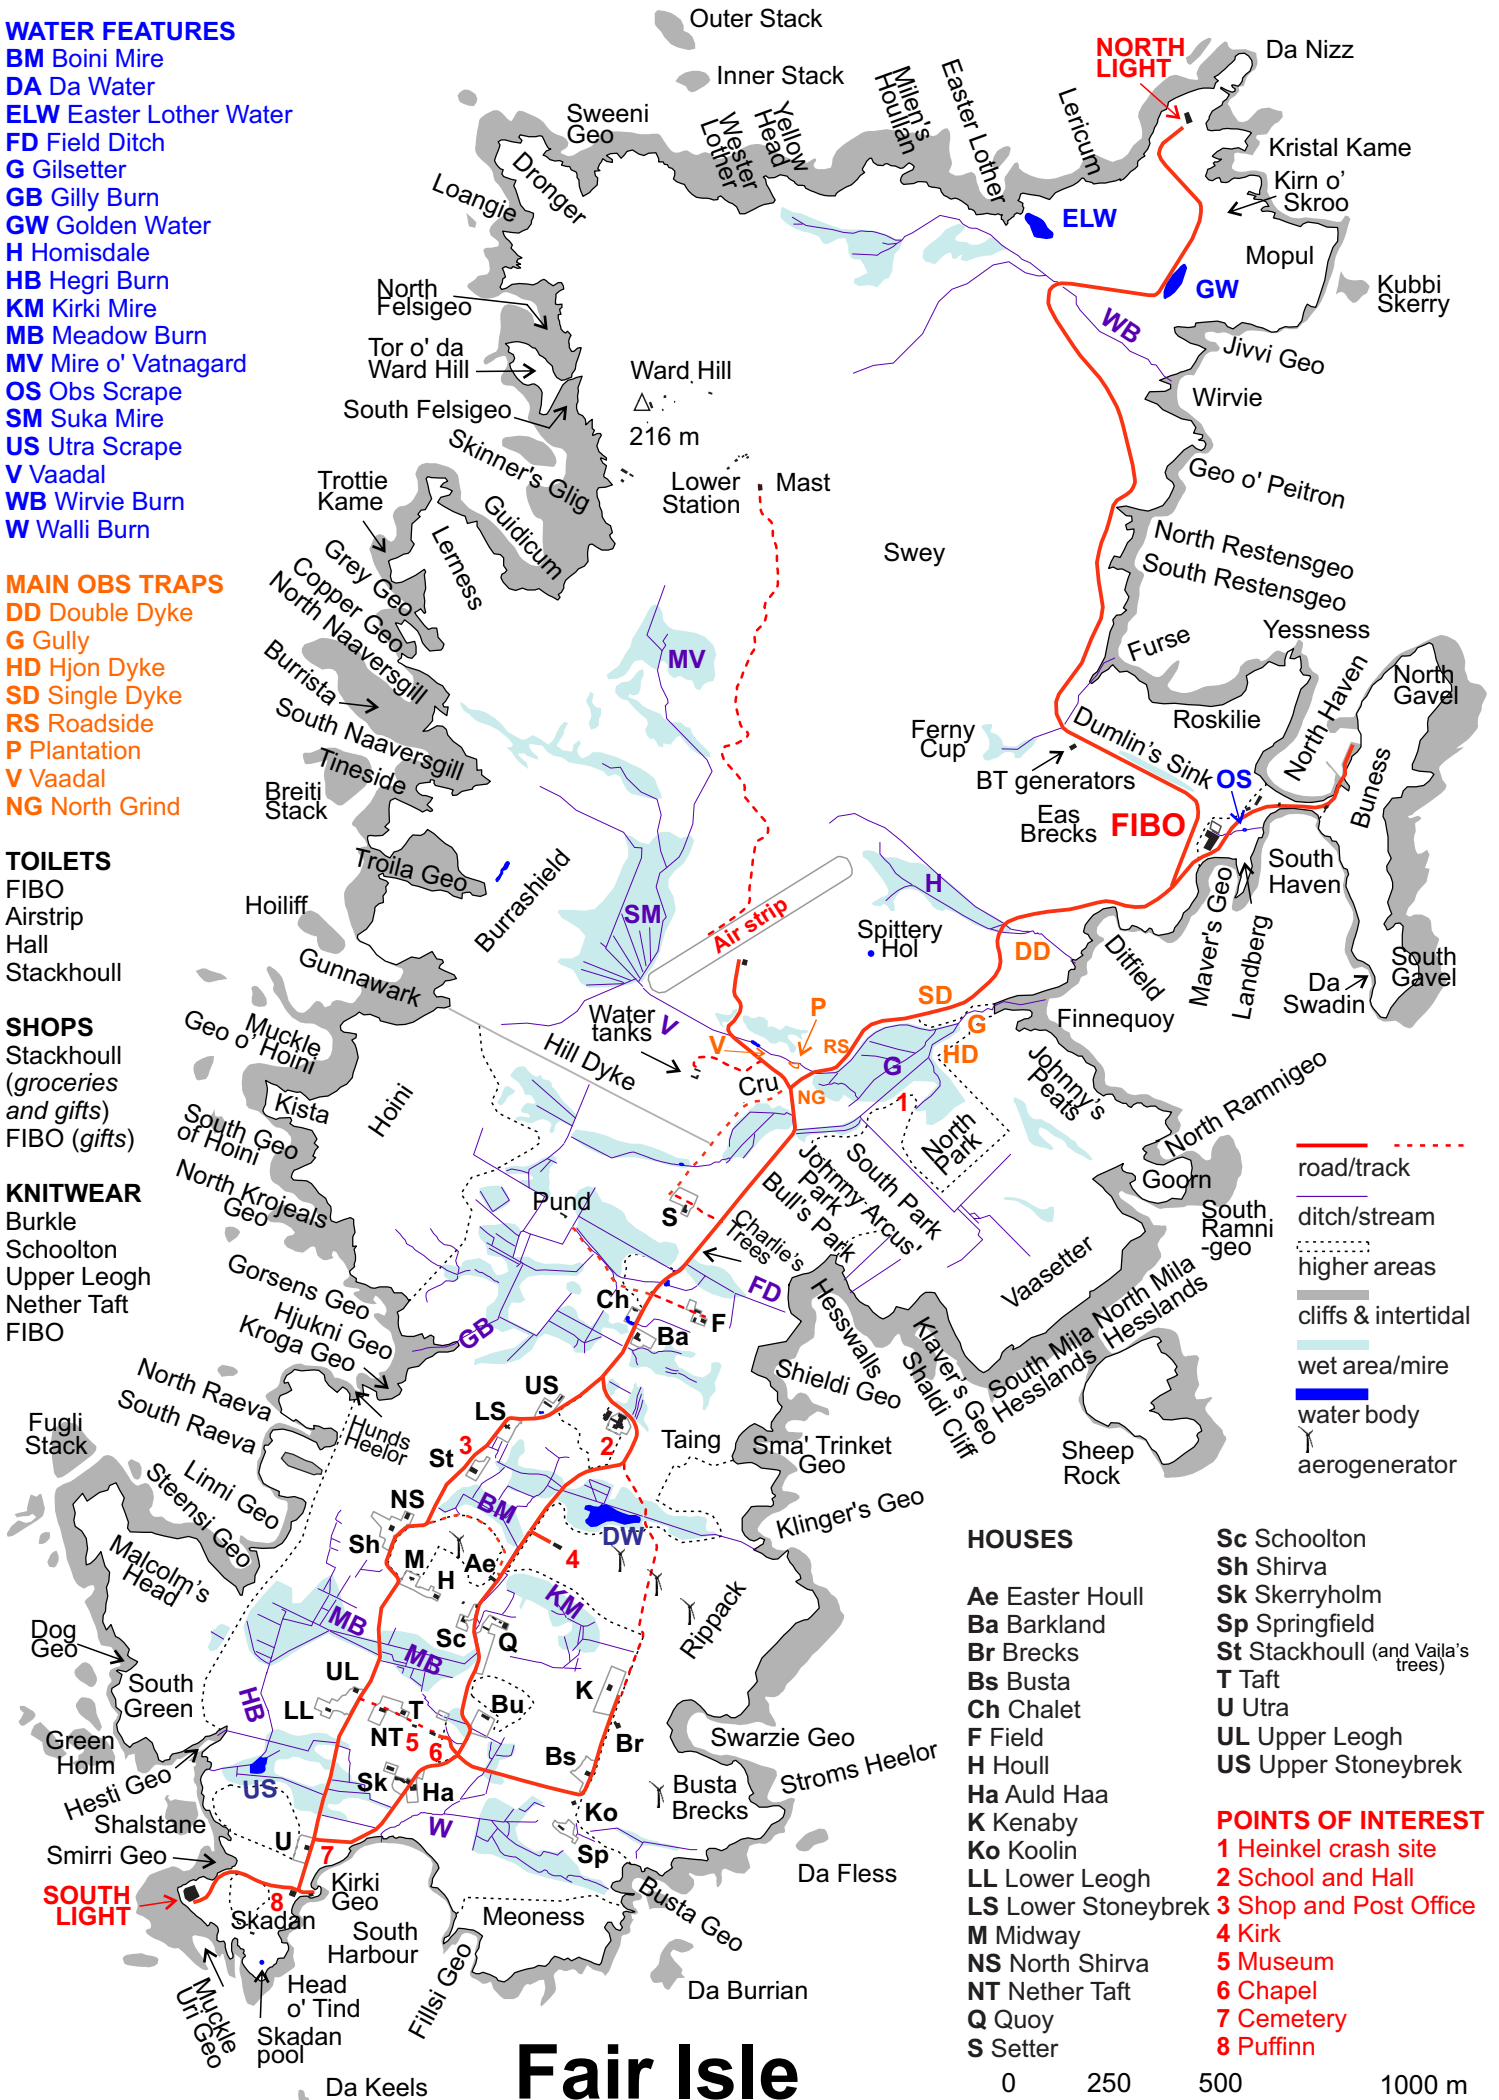 WATER FEATURES
BM Boini Mire
DA Da Water
ELW Easter Lother Water
FD Field Ditch
G Gilsetter
GB Gilly Burn
GW Golden Water
H Homisdale
HB Hegri Burn
KM Kirki Mire
MB Meadow Burn
MV Mire o' Vatnagard
OS Obs Scrape
SM Suka Mire
US Utra Scrape
V Vaadal
WB Wirvie Burn
W Walli Burn
MAIN OBS TRAPS
DD Double Dyke
G Gully
HD Hjon Dyke
SD Single Dyke
RS Roadside
P Plantation
V Vaadal
NG North Grind
TOILETS
FIBO
Airstrip
Hall
Stackhoull
SHOPS
Stackhoull
(groceries
and gifts)
FIBO (gifts)
KNITWEAR
Burkle
Schoolton
Upper Leogh
Nether Taft
FIBO
Outer Stack
Inner Stack
Sweeni
Geo
Dronger
Loangie
Wester
Lother
Yellow
Head
Milen's
Houllan
Easter Lother
Lericum
NORTH
LIGHT
Da Nizz
Kristal Kame
Kirn o'
Skroo
Mopul
Kubbi
Skerry
ELW
GW
WB
Jivvi Geo
Wirvie
Geo o' Peitron
North Restensgeo
South Restensgeo
Furse
Yessness
Roskilie
North Haven
North
Gavel
Buness
North
Felsigeo
Tor o' da
Ward Hill
South Felsigeo
Skinner's Glig
Guidicum
Ward Hill
216 m
Lower
Station
Mast
Swey
Trottie
Kame
Lerness
Grey Geo
Copper Geo
North Naaversgill
Burrista
South Naaversgill
Tineside
Breiti
Stack
Troila Geo
Burrashield
Hoiliff
Gunnawark
MV
SM
Ferny
Cup
BT generators
Dumlin's Sink
Eas
Brecks
FIBO
OS
South
Haven
Maver's Geo
Landberg
Da
Swadin
South
Gavel
Ditfield
Finnequoy
H
Spittery
Hol
DD
SD
Air strip
Water
tanks
V
V
P
RS
G
G
HD
NG
1
Cru
Hill Dyke
Muckle
Geo o' Hoini
Kista
Hoini
South Geo
of Hoini
North Krojeals
Geo
Gorsens Geo
Hjukni Geo
Kroga Geo
Johnny's
Peats
North Ramnigeo
Goorn
South
Ramni
-geo
North
Park
South Park
Johnny Arcus'
Park
Bull's Park
Charlie's
Trees
Pund
S
FD
Ch
F
Ba
GB
Vaasetter
Hesswalls
Klaver's Geo
Shaldi Cliff
South Mila
Hesslands
North Mila
Hesslands
Sheep
Rock
Shieldi Geo
Sma' Trinket
Geo
Klinger's Geo
Taing
US
LS
3
St
2
NS
BM
DW
Sh
M
H
Ae
4
KM
Sc
Q
MB
MB
UL
LL
T
NT
5
6
Bu
K
Br
Bs
Rippack
Swarzie Geo
Stroms Heelor
Busta
Brecks
Ko
Sp
Sk
Ha
W
U
7
8
HB
US
North Raeva
South Raeva
Hunds
Heelor
Fugli
Stack
Linni Geo
Steensi Geo
Malcolm's
Head
Dog
Geo
South
Green
Green
Holm
Hesti Geo
Shalstane
Smirri Geo
SOUTH
LIGHT
Skadan
Kirki
Geo
South
Harbour
Head
o' Tind
Muckle
Uri Geo
Skadan
pool
Fillsi Geo
Meoness
Busta Geo
Da Fless
Da Burrian
Da Keels
Fair Isle
road/track
ditch/stream
higher areas
cliffs & intertidal
wet area/mire
water body
aerogenerator
HOUSES
Ae Easter Houll
Ba Barkland
Br Brecks
Bs Busta
Ch Chalet
F Field
H Houll
Ha Auld Haa
K Kenaby
Ko Koolin
LL Lower Leogh
LS Lower Stoneybrek
M Midway
NS North Shirva
NT Nether Taft
Q Quoy
S Setter
Sc Schoolton
Sh Shirva
Sk Skerryholm
Sp Springfield
St Stackhoull (and Vaila's
trees)
T Taft
U Utra
UL Upper Leogh
US Upper Stoneybrek
POINTS OF INTEREST
1 Heinkel crash site
2 School and Hall
3 Shop and Post Office
4 Kirk
5 Museum
6 Chapel
7 Cemetery
8 Puffinn
0 250 500 1000 m